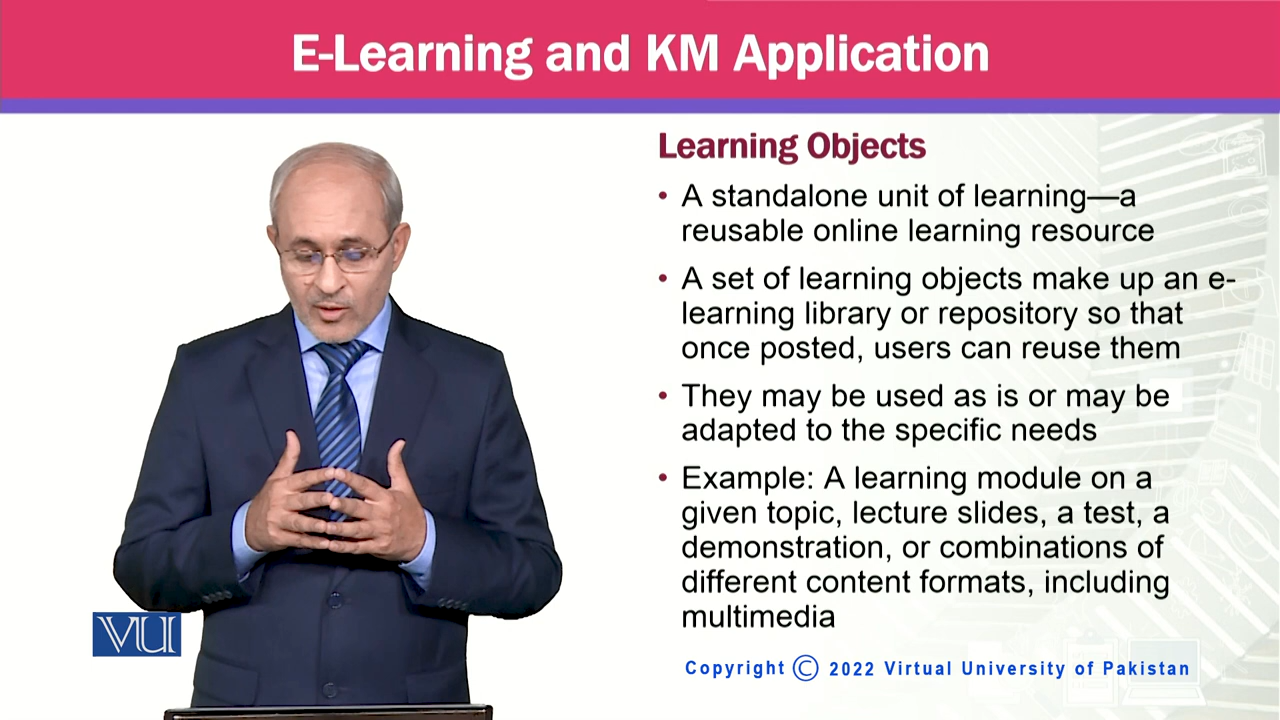 E-Learning and KM Application
Learning Objects
• A standalone unit of learning—a
reusable online learning resource
• A set of learning objects make up an e-
learning library or repository so that
once posted, users can reuse them
• They may be used as is or may be
adapted to the specific needs
• Example: A learning module on a
given topic, lecture slides, a test, a
demonstration, or combinations of
different content formats, including
multimedia
VU
Copyright © 2022 Virtual University of Pakistan